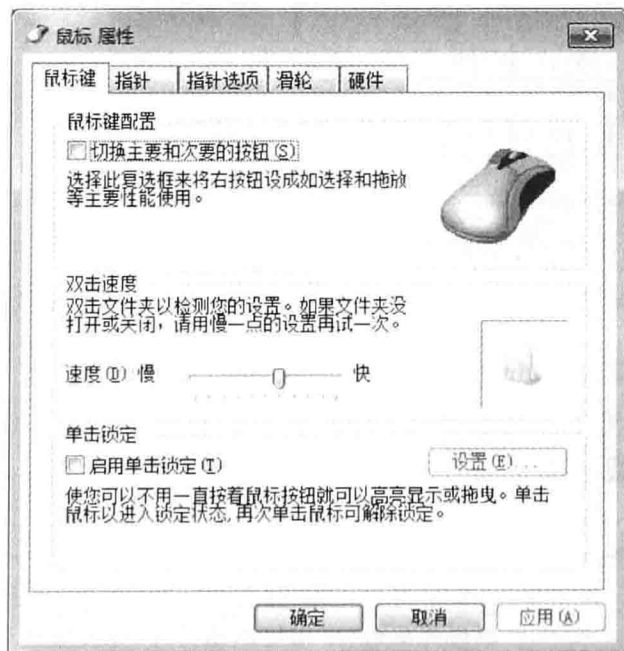 鼠标 属性
鼠标键 指针 指针选项 滑轮 硬件
鼠标键配置
切换主要和次要的按钮(S)
选择此复选框来将右按钮设成如选择和拖放
等主要性能使用。
双击速度
双击文件夹以检测您的设置。如果文件夹没
打开或关闭，请用慢一点的设置再试一次。
速度(D) 慢 快
单击锁定
启用单击锁定(T) 设置(E)...
使您可以不用一直按着鼠标按钮就可以高亮显示或拖曳。单击
鼠标以进入锁定状态,再次单击鼠标可解除锁定。
确定 取消 应用(A)